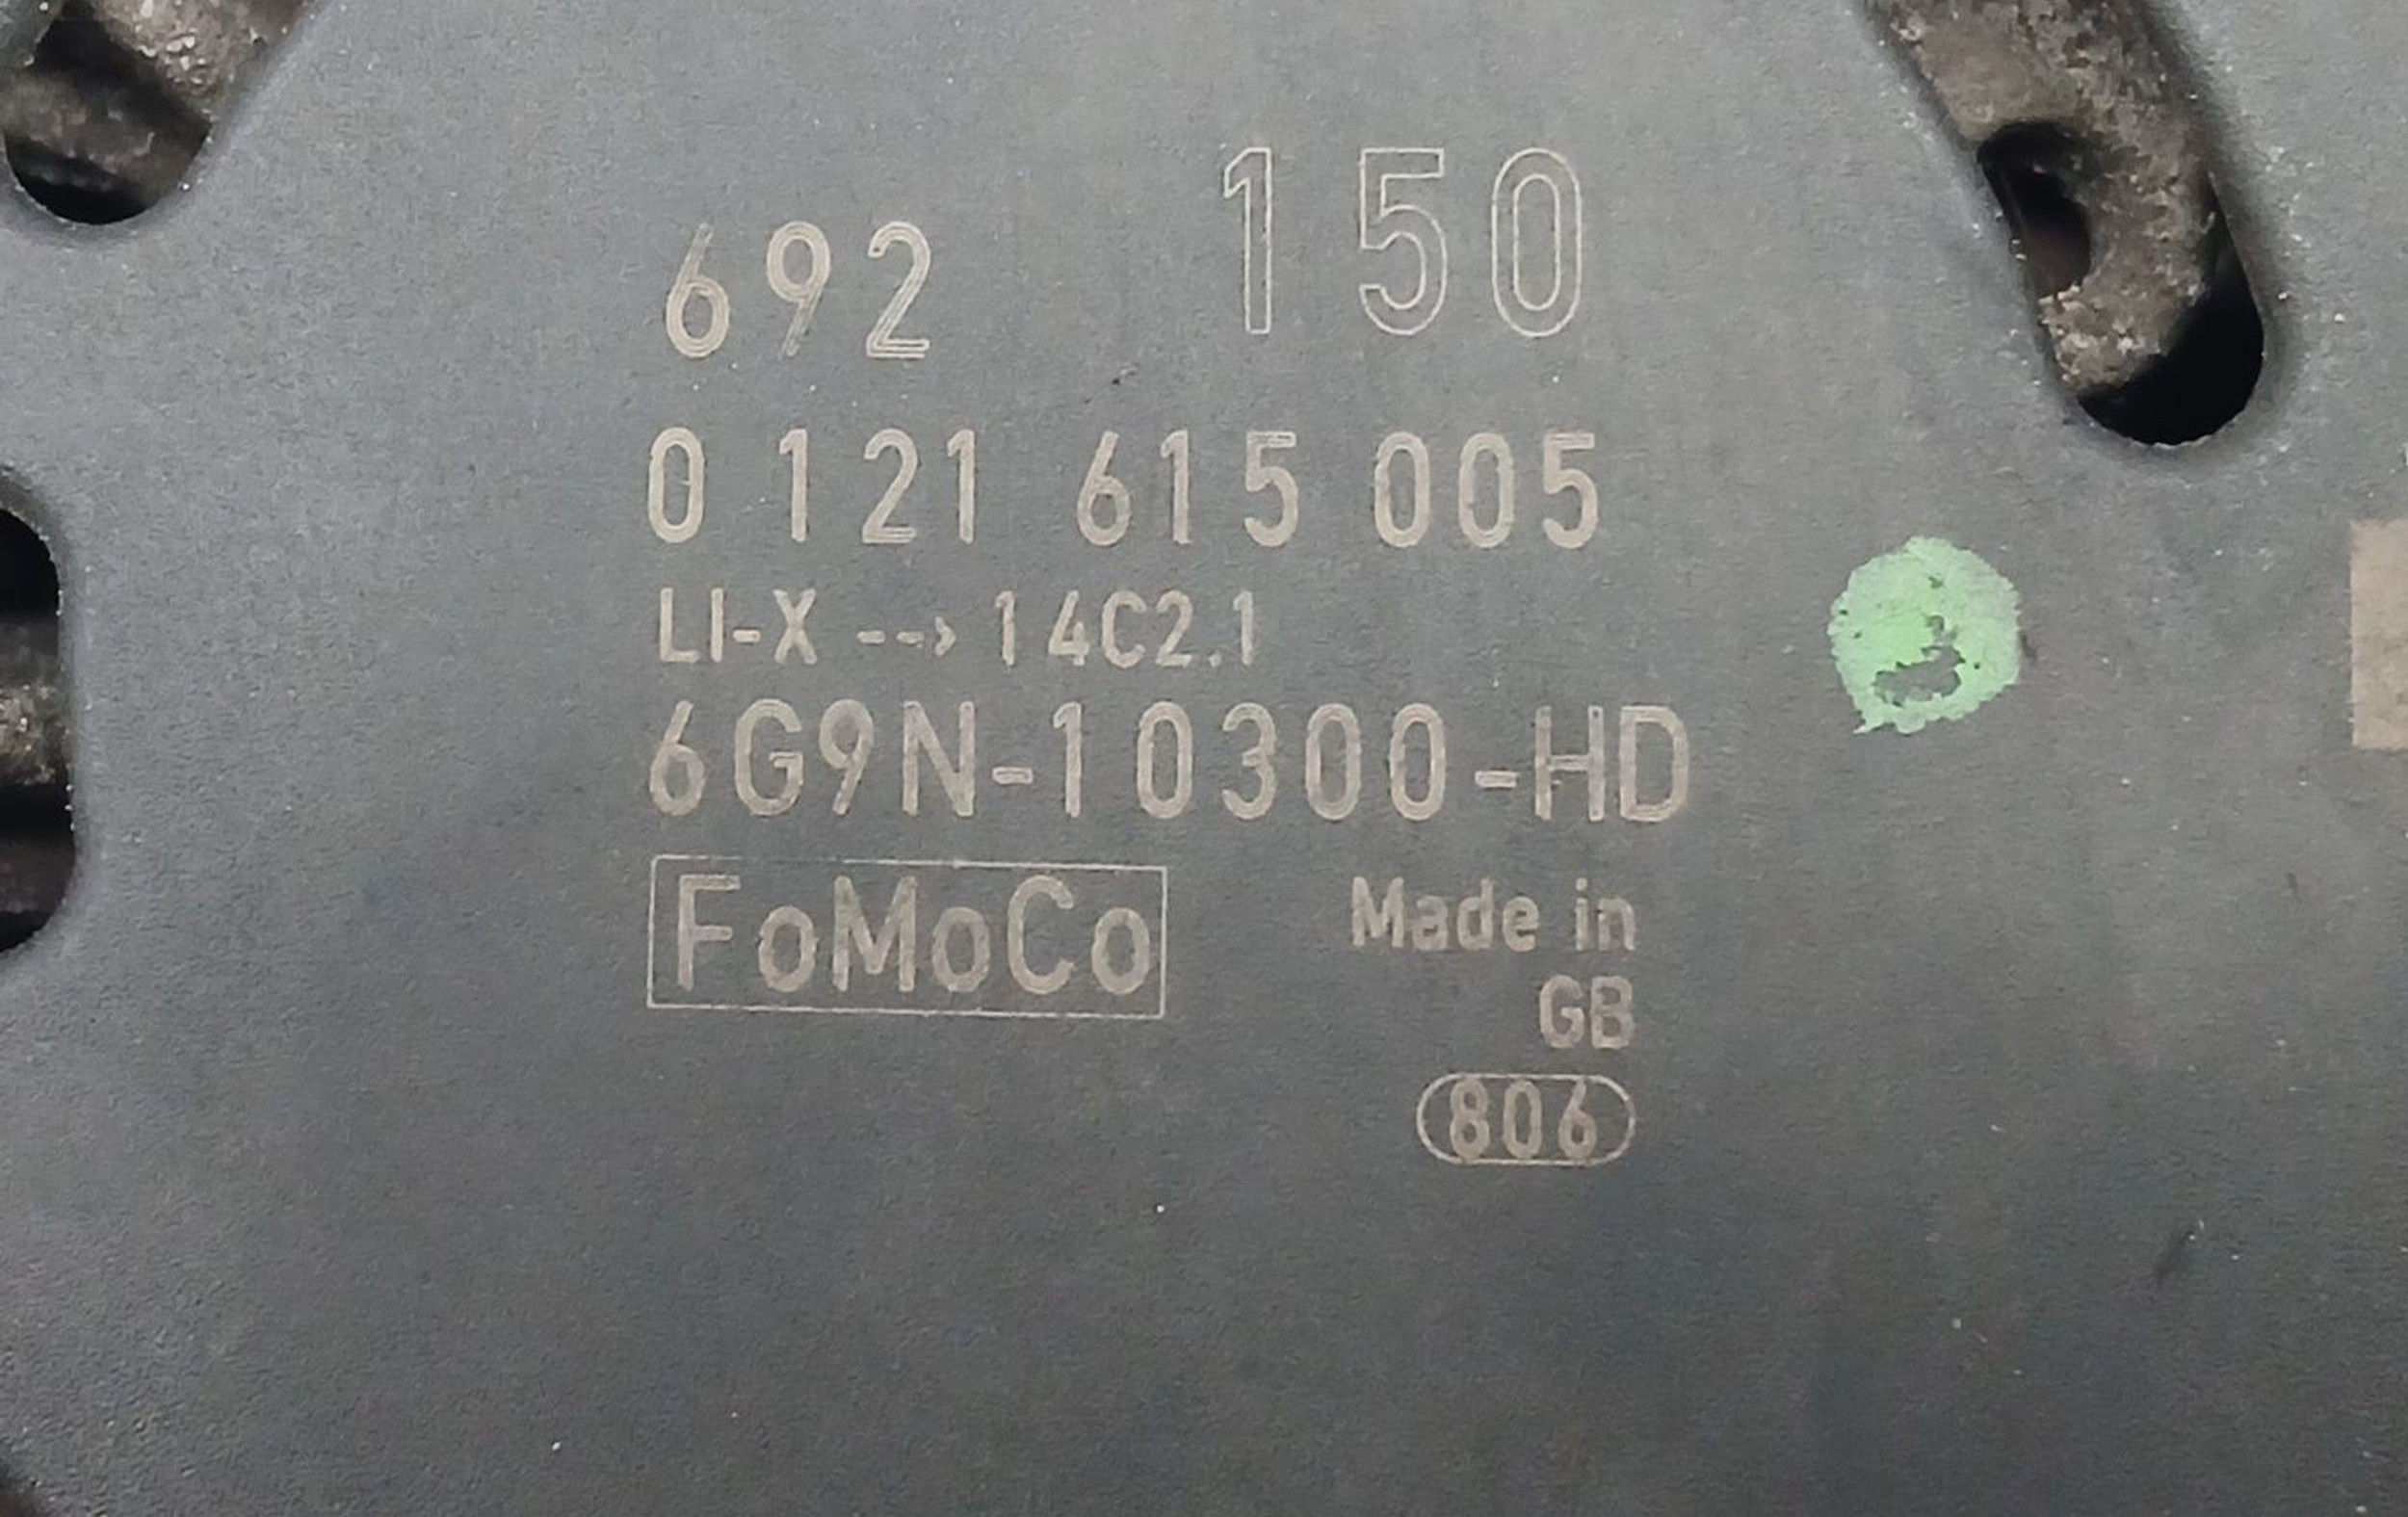 692 150
0 121 615 005
LI-X --> 14C2.1
6G9N-10300-HD
FoMoCo
Made in
GB
806